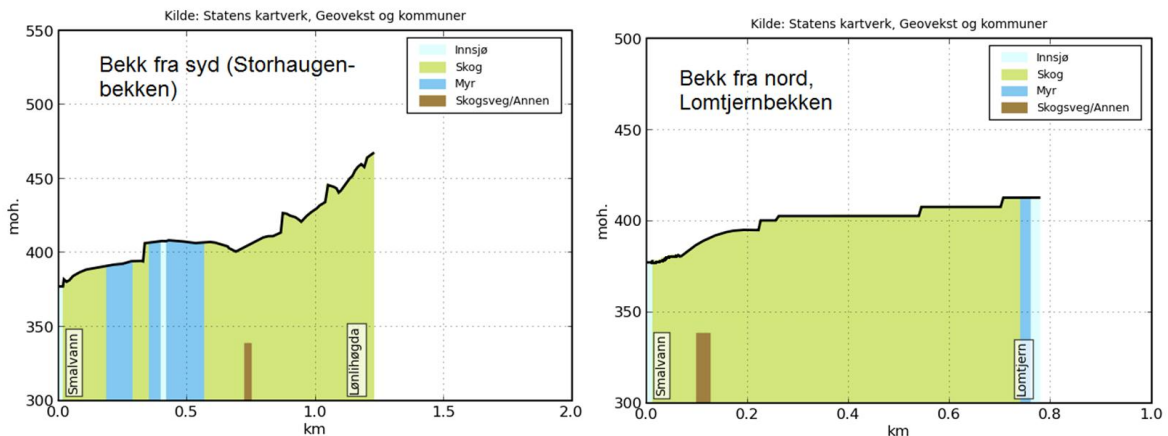 Kilde: Statens kartverk, Geovekst og kommuner
550
500
450
400
350
300
moh.
Bekk fra syd (Storhaugen-
bekken)
Innsjø
Skog
Myr
Skogsveg/Annen
Smalvann
Lønlihøgda
0.0
0.5
1.0
1.5
2.0
km
Kilde: Statens kartverk, Geovekst og kommuner
500
450
400
350
300
moh.
Bekk fra nord,
Lomtjernbekken
Innsjø
Skog
Myr
Skogsveg/Annen
Smalvann
Lomtjern
0.0
0.2
0.4
0.6
0.8
1.0
km